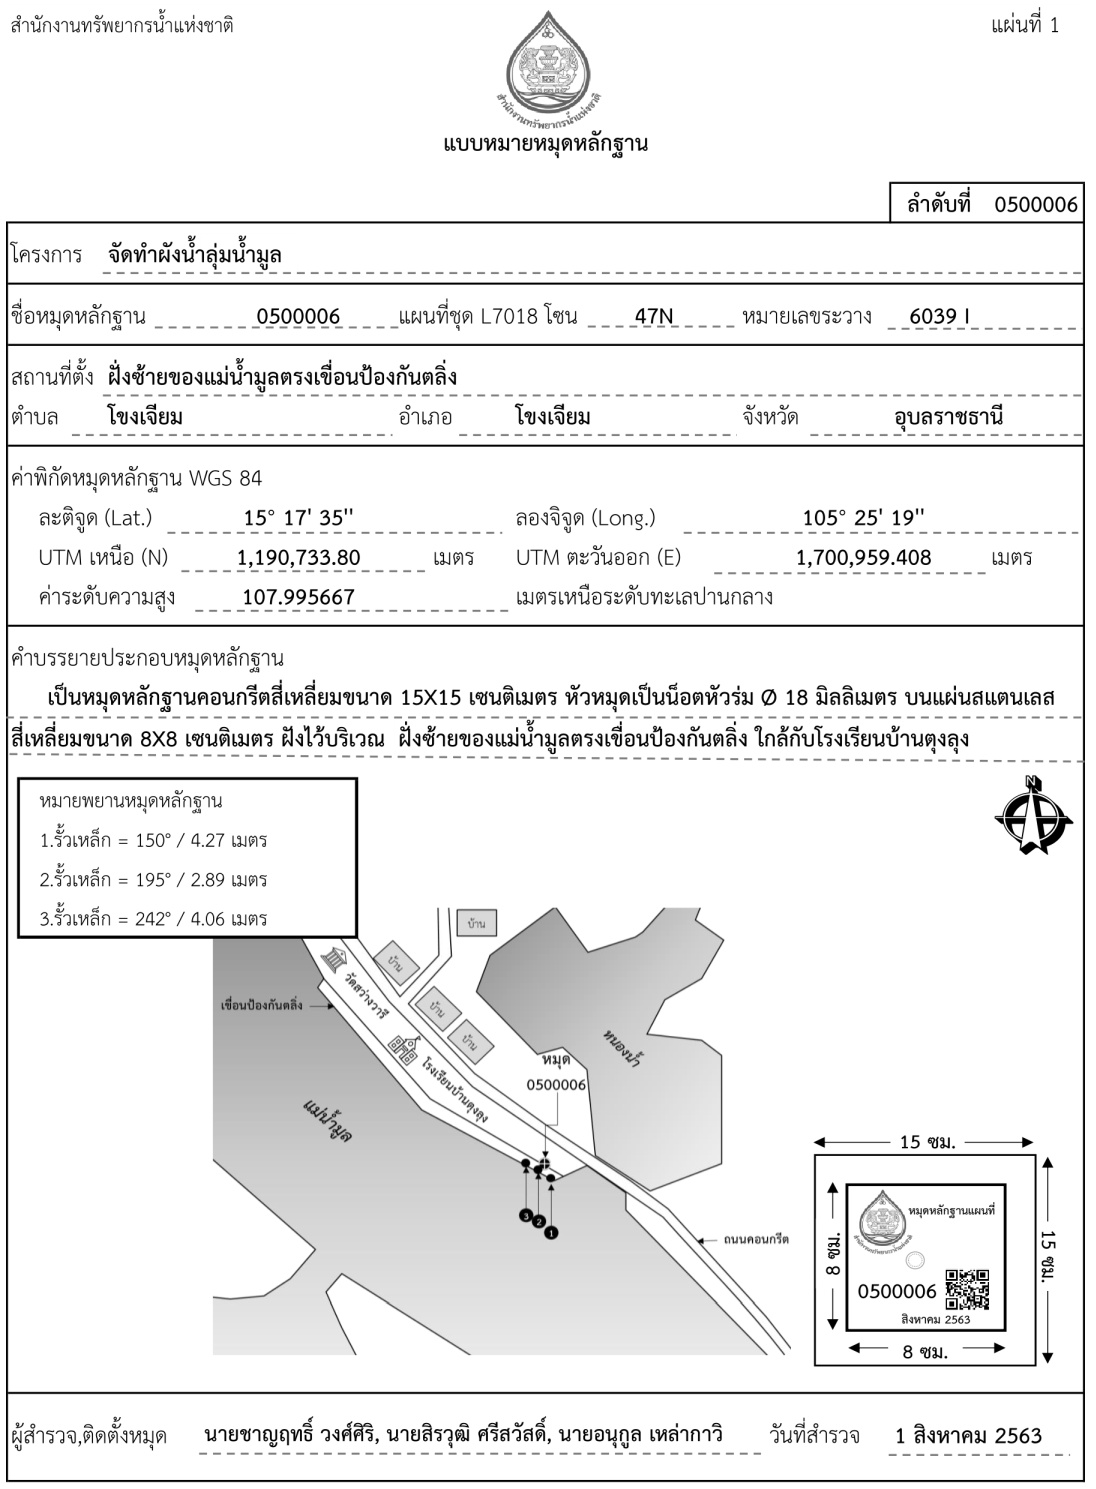 สำนักงานทรัพยากรน้ำแห่งชาติ
แผ่นที่ 1
สำนักงานทรัพยากรน้ำแห่งชาติ
แบบหมายหมุดหลักฐาน
ลำดับที่ 0500006
โครงการ จัดทำผังน้ำลุ่มน้ำมูล
ชื่อหมุดหลักฐาน 0500006 แผนที่ชุด L7018 โซน 47N หมายเลขระวาง 6039 I
สถานที่ตั้ง ฝั่งซ้ายของแม่น้ำมูลตรงเขื่อนป้องกันตลิ่ง
ตำบล โขงเจียม อำเภอ โขงเจียม จังหวัด อุบลราชธานี
ค่าพิกัดหมุดหลักฐาน WGS 84
ละติจูด (Lat.) 15° 17' 35'' ลองจิจูด (Long.) 105° 25' 19''
UTM เหนือ (N) 1,190,733.80 เมตร UTM ตะวันออก (E) 1,700,959.408 เมตร
ค่าระดับความสูง 107.995667 เมตรเหนือระดับทะเลปานกลาง
คำบรรยายประกอบหมุดหลักฐาน
เป็นหมุดหลักฐานคอนกรีตสี่เหลี่ยมขนาด 15X15 เซนติเมตร หัวหมุดเป็นน็อตหัวร่ม Ø 18 มิลลิเมตร บนแผ่นสแตนเลส
สี่เหลี่ยมขนาด 8X8 เซนติเมตร ฝังไว้บริเวณ ฝั่งซ้ายของแม่น้ำมูลตรงเขื่อนป้องกันตลิ่ง ใกล้กับโรงเรียนบ้านตุงลุง
หมายพยานหมุดหลักฐาน
1.รั้วเหล็ก = 150° / 4.27 เมตร
2.รั้วเหล็ก = 195° / 2.89 เมตร
3.รั้วเหล็ก = 242° / 4.06 เมตร
N
บ้าน
บ้าน
บ้าน
บ้าน
วัดสว่างวารี
เขื่อนป้องกันตลิ่ง
โรงเรียนบ้านตุงลุง
หนองน้ำ
หมุด
0500006
แม่น้ำมูล
3
2
1
ถนนคอนกรีต
15 ซม.
15 ซม.
8 ซม.
หมุดหลักฐานแผนที่
สำนักงานทรัพยากรน้ำแห่งชาติ
0500006
สิงหาคม 2563
8 ซม.
ผู้สำรวจ,ติดตั้งหมุด นายชาญฤทธิ์ วงศ์ศิริ, นายสิรวุฒิ ศรีสวัสดิ์, นายอนุกูล เหล่ากาวิ วันที่สำรวจ 1 สิงหาคม 2563